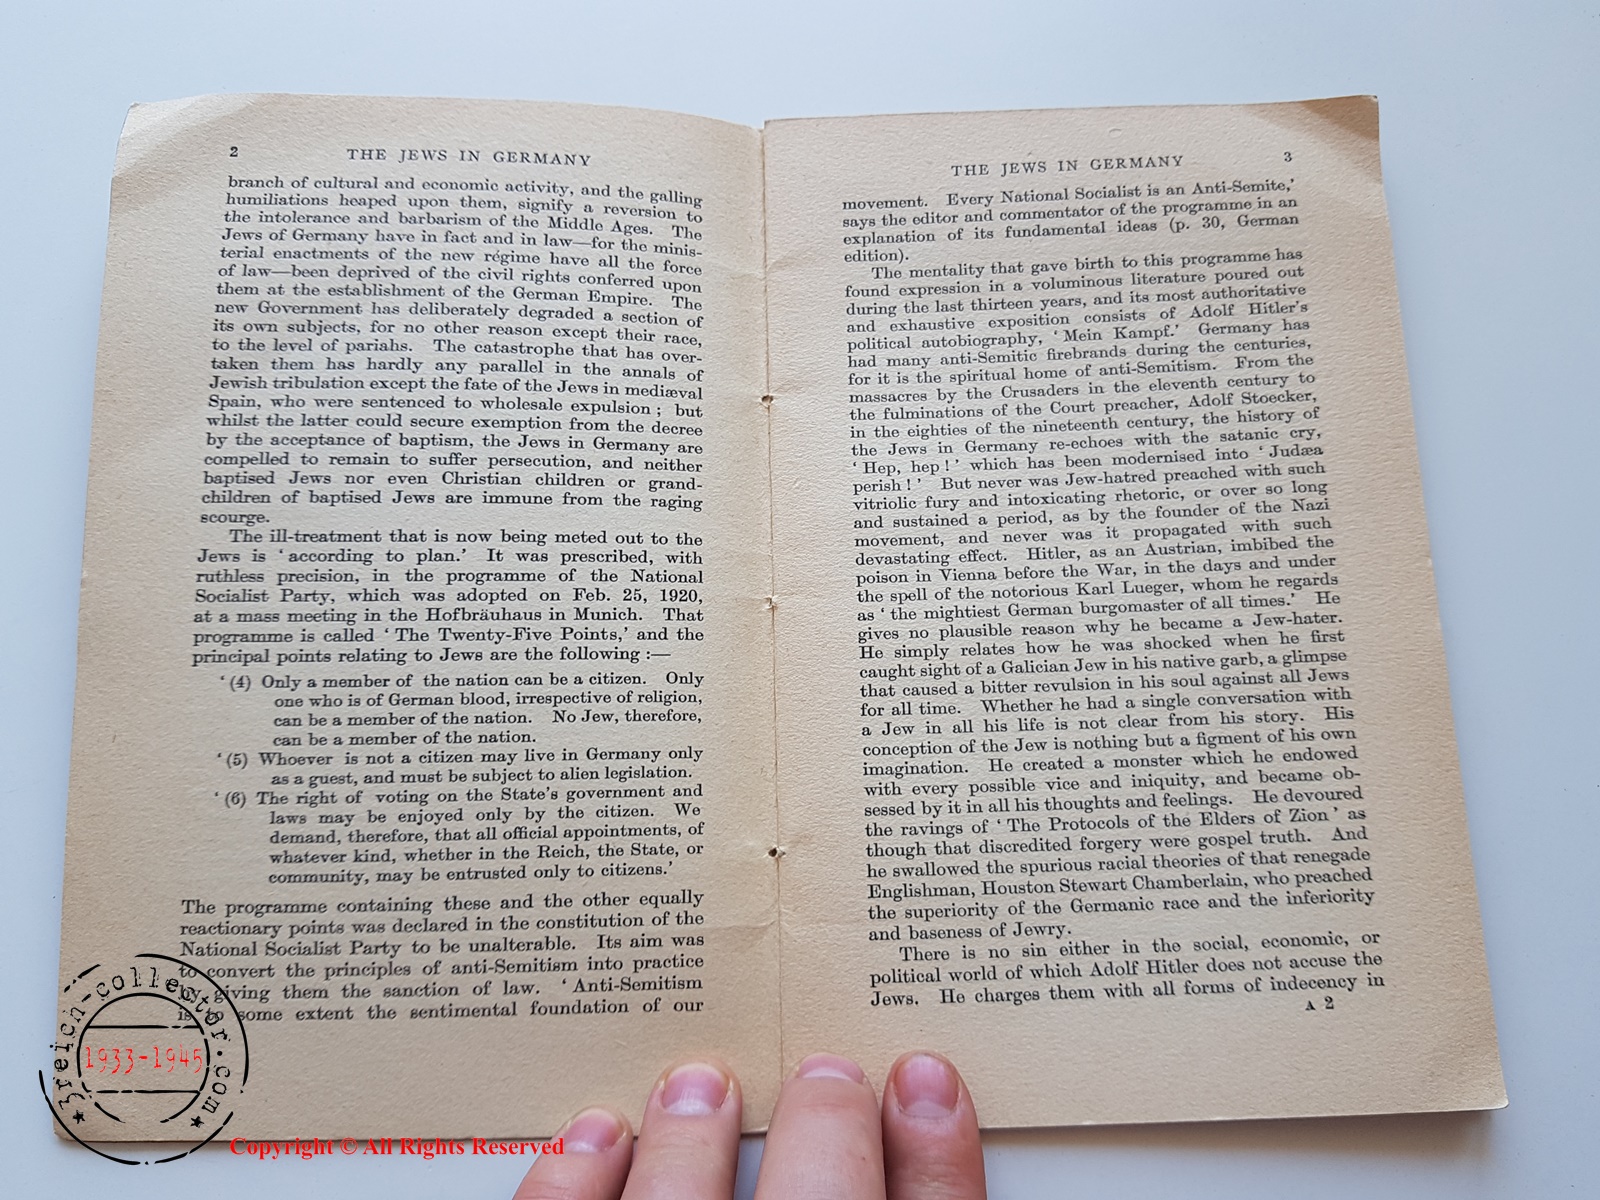 2
THE JEWS IN GERMANY
branch of cultural and economic activity, and the galling
humiliations heaped upon them, signify a reversion to
the intolerance and barbarism of the Middle Ages. The
Jews of Germany have in fact and in law—for the minis-
terial enactments of the new régime have all the force
of law—been deprived of the civil rights conferred upon
them at the establishment of the German Empire. The
new Government has deliberately degraded a section of
its own subjects, for no other reason except their race,
to the level of pariahs. The catastrophe that has over-
taken them has hardly any parallel in the annals of
Jewish tribulation except the fate of the Jews in mediæval
Spain, who were sentenced to wholesale expulsion; but
whilst the latter could secure exemption from the decree
by the acceptance of baptism, the Jews in Germany are
compelled to remain to suffer persecution, and neither
baptised Jews nor even Christian children or grand-
children of baptised Jews are immune from the raging
scourge.
The ill-treatment that is now being meted out to the
Jews is ‘according to plan.’ It was prescribed, with
ruthless precision, in the programme of the National
Socialist Party, which was adopted on Feb. 25, 1920,
at a mass meeting in the Hofbräuhaus in Munich. That
programme is called ‘The Twenty-Five Points,’ and the
principal points relating to Jews are the following:—
‘(4) Only a member of the nation can be a citizen. Only
one who is of German blood, irrespective of religion,
can be a member of the nation. No Jew, therefore,
can be a member of the nation.
‘(5) Whoever is not a citizen may live in Germany only
as a guest, and must be subject to alien legislation.
‘(6) The right of voting on the State’s government and
laws may be enjoyed only by the citizen. We
demand, therefore, that all official appointments, of
whatever kind, whether in the Reich, the State, or
community, may be entrusted only to citizens.’
The programme containing these and the other equally
reactionary points was declared in the constitution of the
National Socialist Party to be unalterable. Its aim was
to convert the principles of anti-Semitism into practice
by giving them the sanction of law. ‘Anti-Semitism
is to some extent the sentimental foundation of our
THE JEWS IN GERMANY
3
movement. Every National Socialist is an Anti-Semite,’
says the editor and commentator of the programme in an
explanation of its fundamental ideas (p. 30, German
edition).
The mentality that gave birth to this programme has
found expression in a voluminous literature poured out
during the last thirteen years, and its most authoritative
and exhaustive exposition consists of Adolf Hitler’s
political autobiography, ‘Mein Kampf.’ Germany has
had many anti-Semitic firebrands during the centuries,
for it is the spiritual home of anti-Semitism. From the
massacres by the Crusaders in the eleventh century to
the fulminations of the Court preacher, Adolf Stoecker,
in the eighties of the nineteenth century, the history of
the Jews in Germany re-echoes with the satanic cry,
‘Hep, hep!’ which has been modernised into ‘Judæa
perish!’ But never was Jew-hatred preached with such
vitriolic fury and intoxicating rhetoric, or over so long
and sustained a period, as by the founder of the Nazi
movement, and never was it propagated with such
devastating effect. Hitler, as an Austrian, imbibed the
poison in Vienna before the War, in the days and under
the spell of the notorious Karl Lueger, whom he regards
as ‘the mightiest German burgomaster of all times.’ He
gives no plausible reason why he became a Jew-hater.
He simply relates how he was shocked when he first
caught sight of a Galician Jew in his native garb, a glimpse
that caused a bitter revulsion in his soul against all Jews
for all time. Whether he had a single conversation with
a Jew in all his life is not clear from his story. His
conception of the Jew is nothing but a figment of his own
imagination. He created a monster which he endowed
with every possible vice and iniquity, and became ob-
sessed by it in all his thoughts and feelings. He devoured
the ravings of ‘The Protocols of the Elders of Zion’ as
though that discredited forgery were gospel truth. And
he swallowed the spurious racial theories of that renegade
Englishman, Houston Stewart Chamberlain, who preached
the superiority of the Germanic race and the inferiority
and baseness of Jewry.
There is no sin either in the social, economic, or
political world of which Adolf Hitler does not accuse the
Jews. He charges them with all forms of indecency in
A 2
3reich-collector.com
1933-1945
Copyright © All Rights Reserved